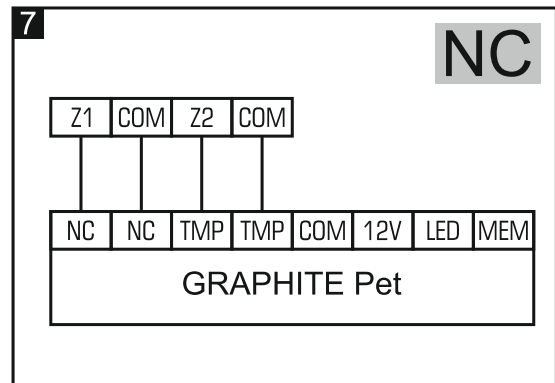 7
NC
Z1 COM Z2 COM
NC NC TMP TMP COM 12V LED MEM
GRAPHITE Pet